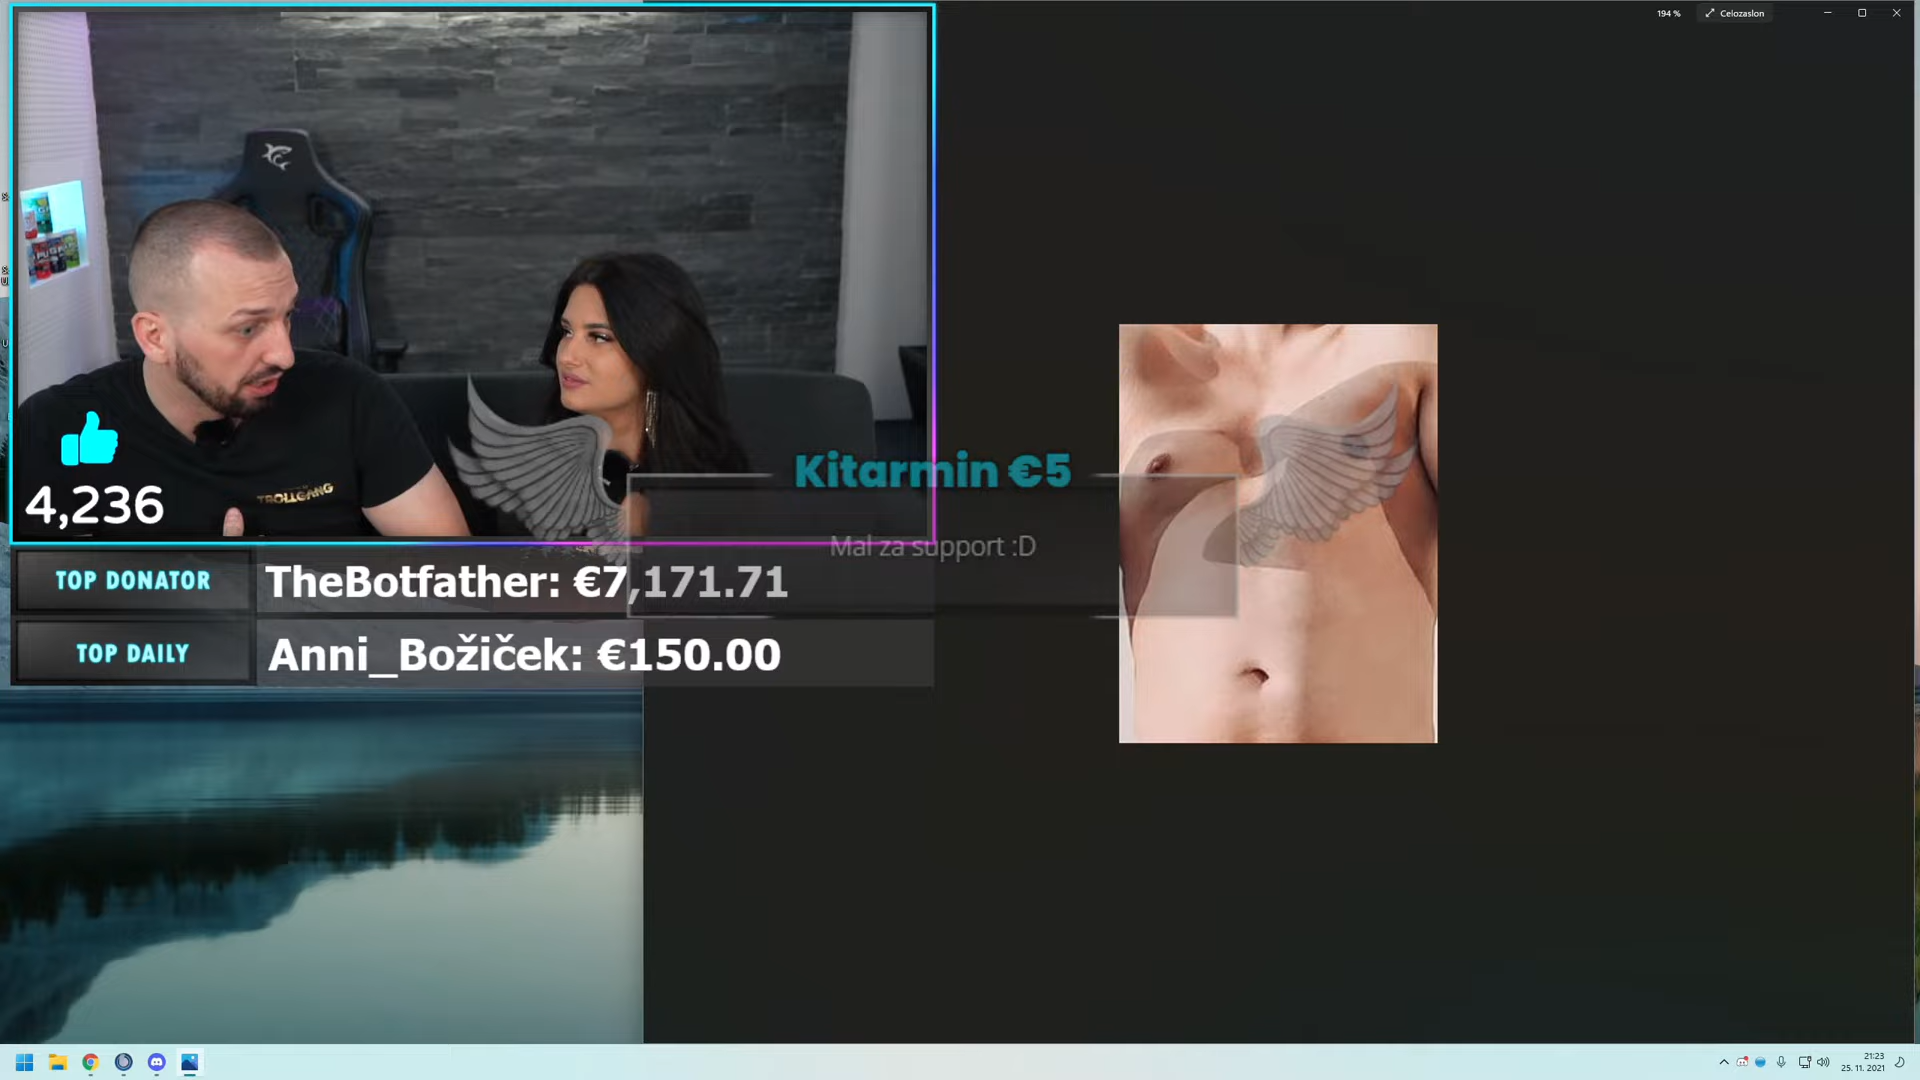 194 %
Celozaslon
TROLLGANG
4,236
Kitarmin €5
Mal za support :D
TOP DONATOR
TheBotfather: €7,171.71
TOP DAILY
Anni_Božiček: €150.00
21:23
25. 11. 2021